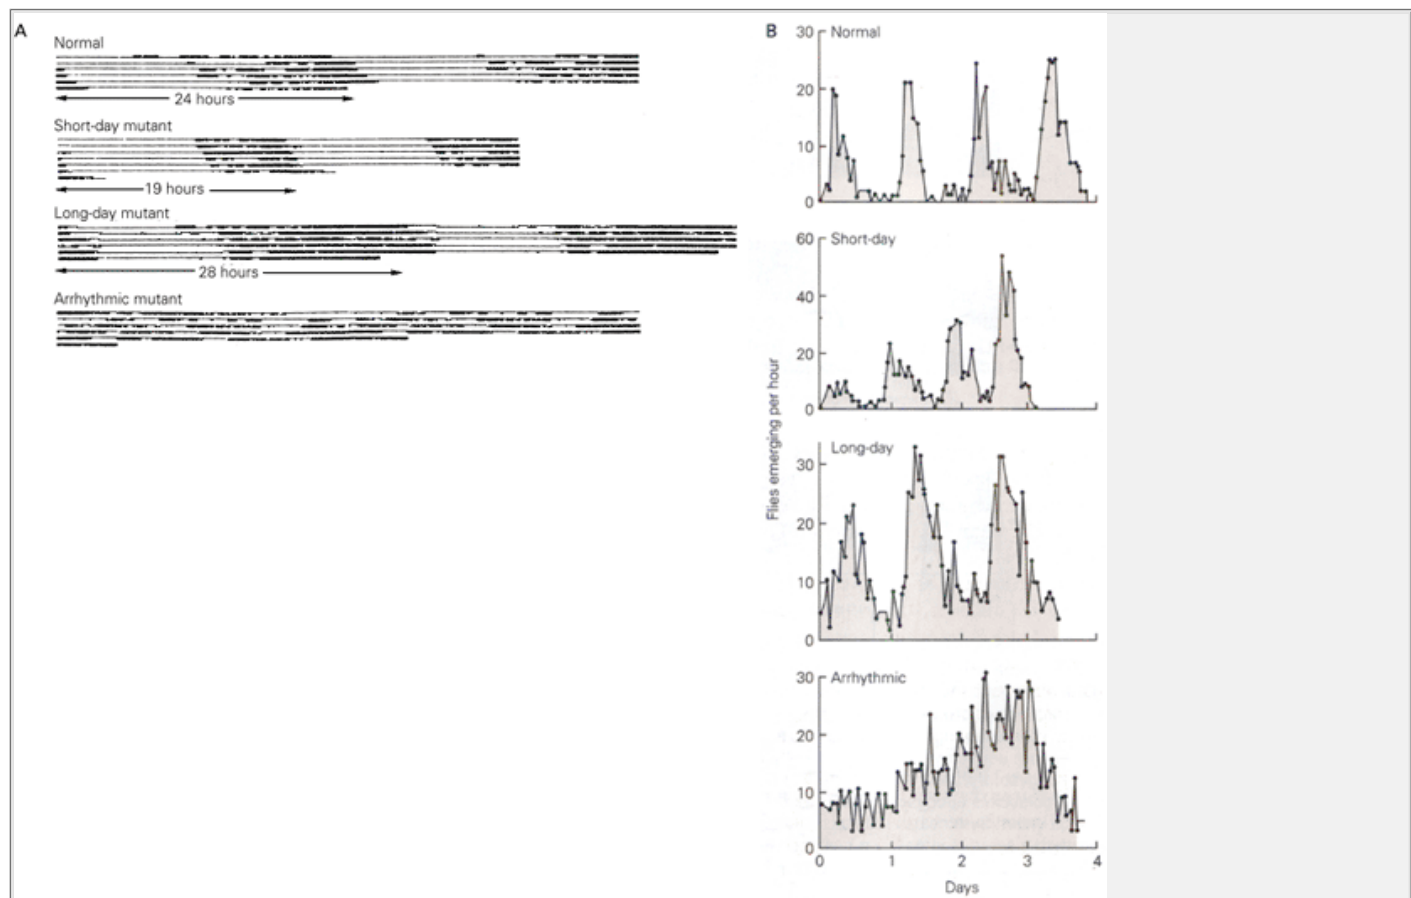 A
Normal
24 hours
Short-day mutant
19 hours
Long-day mutant
28 hours
Arrhythmic mutant
B
Flies emerging per hour
30
Normal
20
10
0
60
Short-day
40
20
0
Long-day
30
20
10
0
30
Arrhythmic
20
10
0
0 1 2 3 4
Days